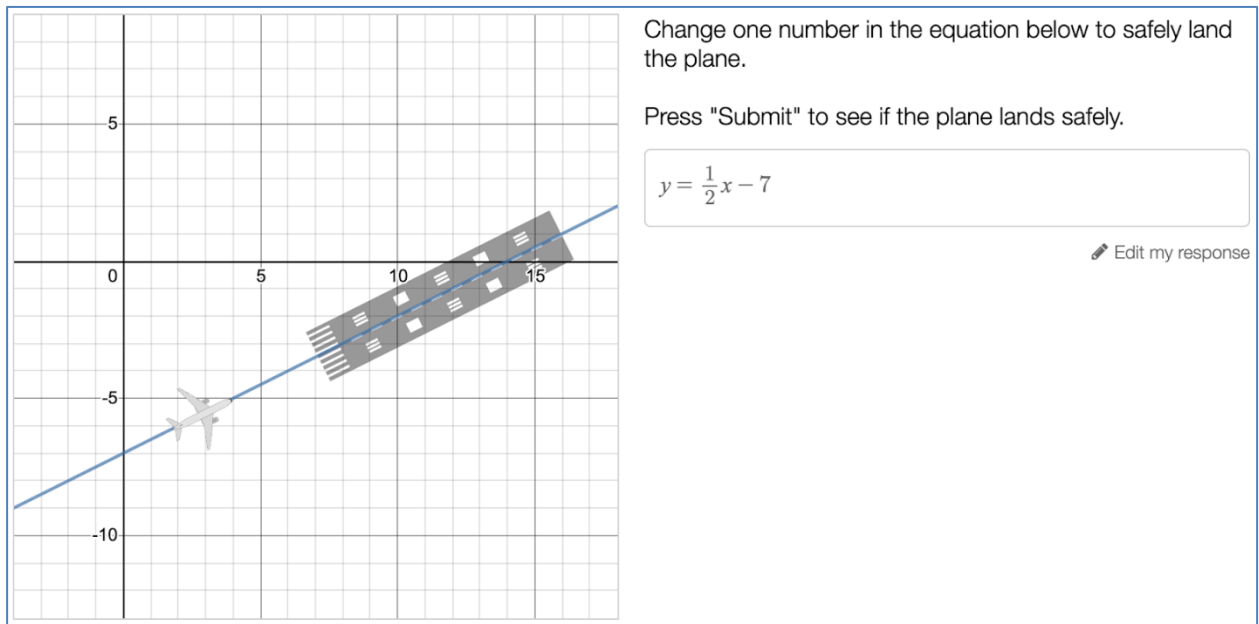 Change one number in the equation below to safely land
the plane.
Press "Submit" to see if the plane lands safely.
y = \frac{1}{2}x − 7
Edit my response
5
0
5
10
15
-5
-10